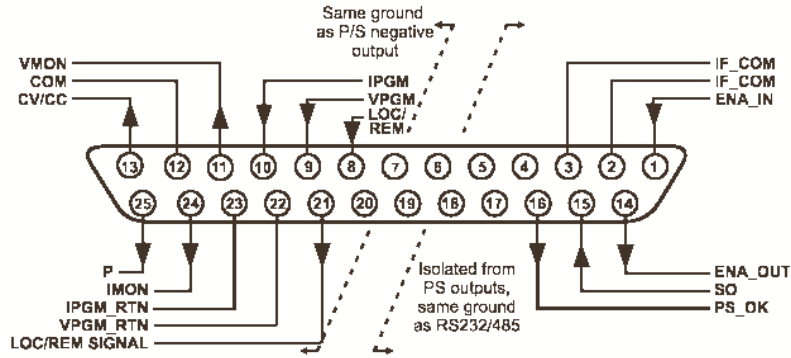 Same ground
as P/S negative
output
VMON
COM
CV/CC
IPGM
VPGM
LOC/
REM
IF_COM
IF_COM
ENA_IN
13 12 11 10 9 8 7 6 5 4 3 2 1
25 24 23 22 21 20 19 18 17 16 15 14
P
IMON
IPGM_RTN
VPGM_RTN
LOC/REM SIGNAL
Isolated from
PS outputs,
same ground
as RS232/485
ENA_OUT
SO
PS_OK